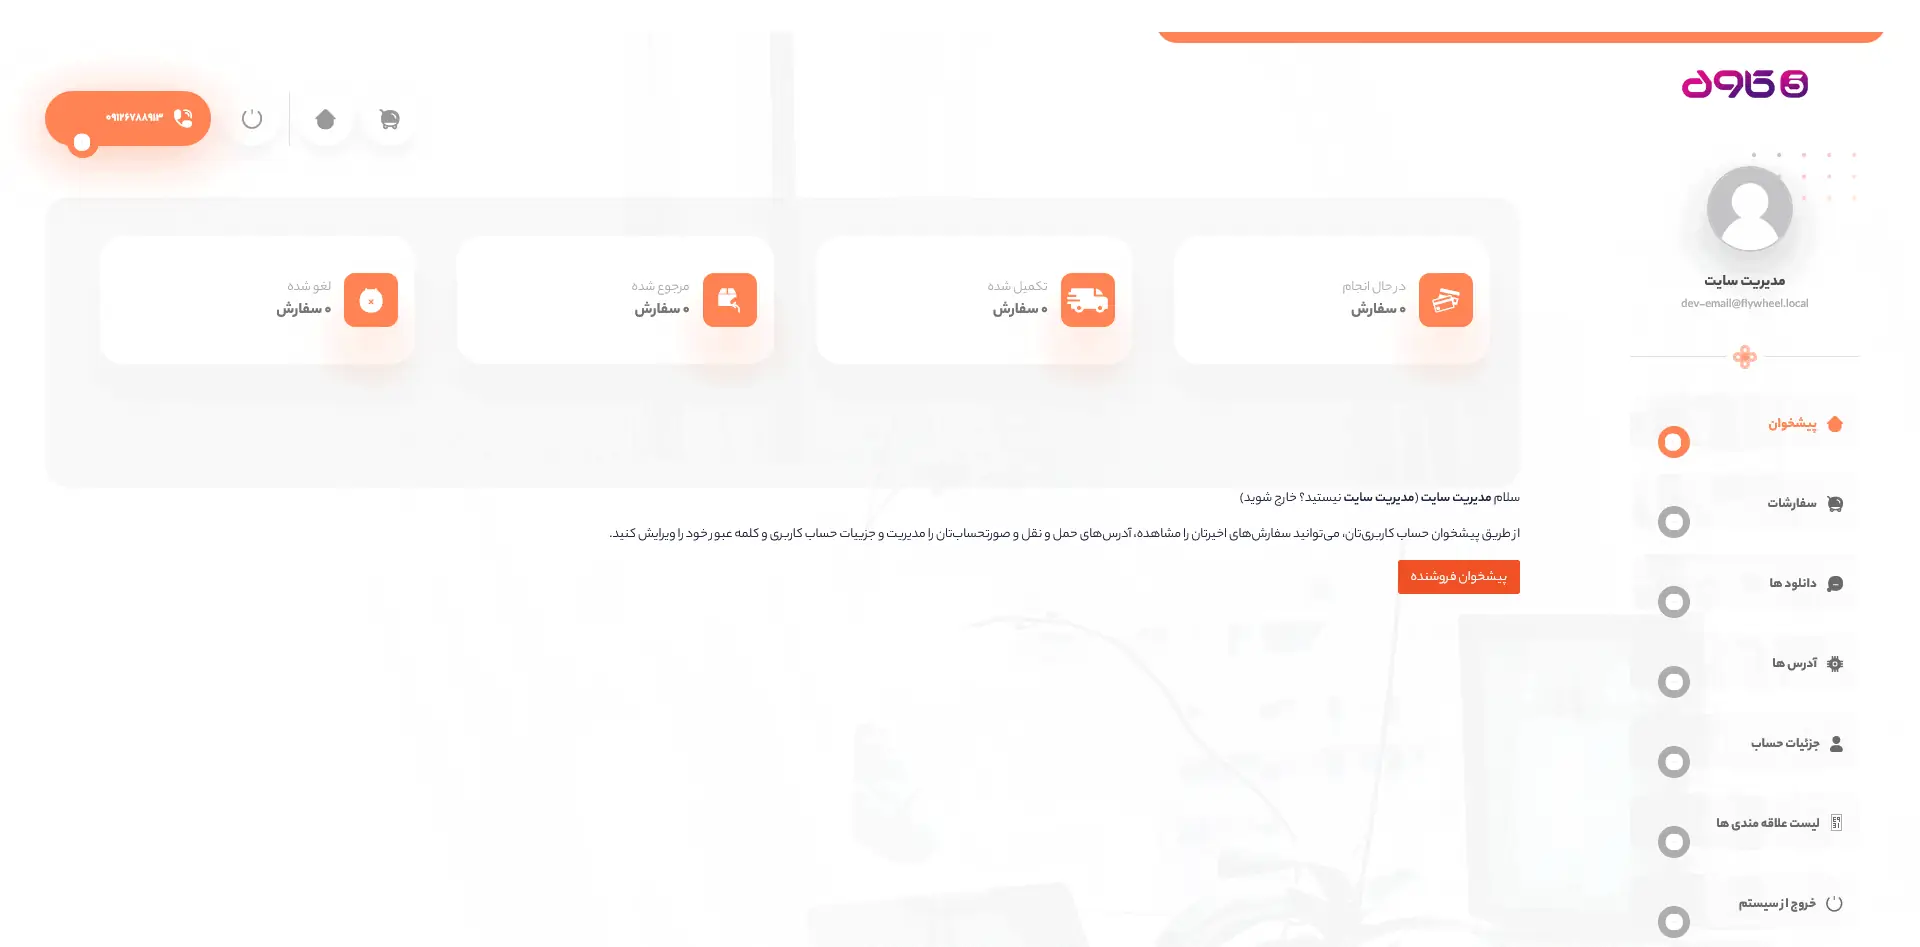 گاود
۰۹۱۲۶۷۸۸۹۱۳
مدیریت سایت
dev-email@flywheel.local
پیشخوان
سفارشات
دانلود ها
آدرس ها
جزئیات حساب
لیست علاقه مندی ها
خروج از سیستم
در حال انجام
۰ سفارش
تکمیل شده
۰ سفارش
مرجوع شده
۰ سفارش
لغو شده
۰ سفارش
سلام مدیریت سایت (مدیریت سایت نیستید؟ خارج شوید)
از طریق پیشخوان حساب کاربری‌تان، می‌توانید سفارش‌های اخیرتان را مشاهده، آدرس‌های حمل و نقل و صورتحساب‌تان را مدیریت و جزییات حساب کاربری و کلمه عبور خود را ویرایش کنید.
پیشخوان فروشنده